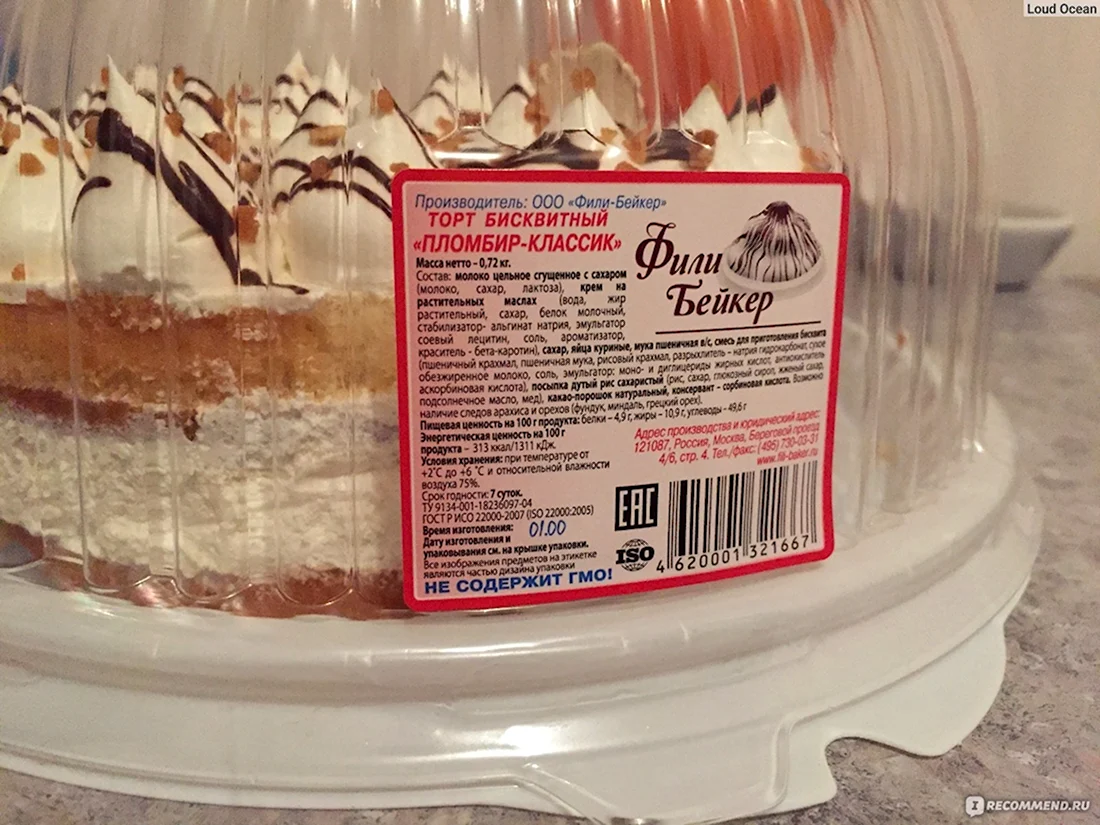 Loud Ocean
Производитель: ООО «Фили-Бейкер»
ТОРТ БИСКВИТНЫЙ
«ПЛОМБИР-КЛАССИК»
Масса нетто – 0,72 кг.
Фили
Бейкер
Состав: молоко цельное сгущенное с сахаром
(молоко, сахар, лактоза), крем на
растительных маслах (вода, жир
растительный, сахар, белок молочный,
стабилизатор- альгинат натрия, эмульгатор
соевый лецитин, соль, ароматизатор,
краситель - бета-каротин), сахар, яйца куриные, мука пшеничная в/с, смесь для приготовления бисквита
(пшеничный крахмал, пшеничная мука, рисовый крахмал, разрыхлитель – натрия гидрокарбонат, сухое
обезжиренное молоко, соль, эмульгатор: моно- и диглицериды жирных кислот, антиокислитель
аскорбиновая кислота), посыпка дутый рис сахаристый (рис, сахар, глюкозный сироп, жженый сахар,
подсолнечное масло, мед), какао-порошок натуральный, консервант – сорбиновая кислота. Возможно
наличие следов арахиса и орехов (фундук, миндаль, грецкий орех).
Пищевая ценность на 100 г продукта: белки – 4,9 г, жиры – 10,9 г, углеводы – 49,6 г
Энергетическая ценность на 100 г
продукта – 313 ккал/1311 кДж.
Условия хранения: при температуре от
+2°С до +6 °С и относительной влажности
воздуха 75%.
Срок годности: 7 суток.
ТУ 9134-001-18236097-04
ГОСТ Р ИСО 22000-2007 (ISO 22000:2005)
Время изготовления: 01.00
Дату изготовления и
упаковывания см. на крышке упаковки.
Все изображения предметов на этикетке
являются частью дизайна упаковки
НЕ СОДЕРЖИТ ГМО!
Адрес производства и юридический адрес:
121087, Россия, Москва, Береговой проезд
4/6, стр. 4. Тел./факс: (495) 730-03-31
www.fili-baker.ru
ЕАС
ISO
4 620001 321667
IRECOMMEND.RU